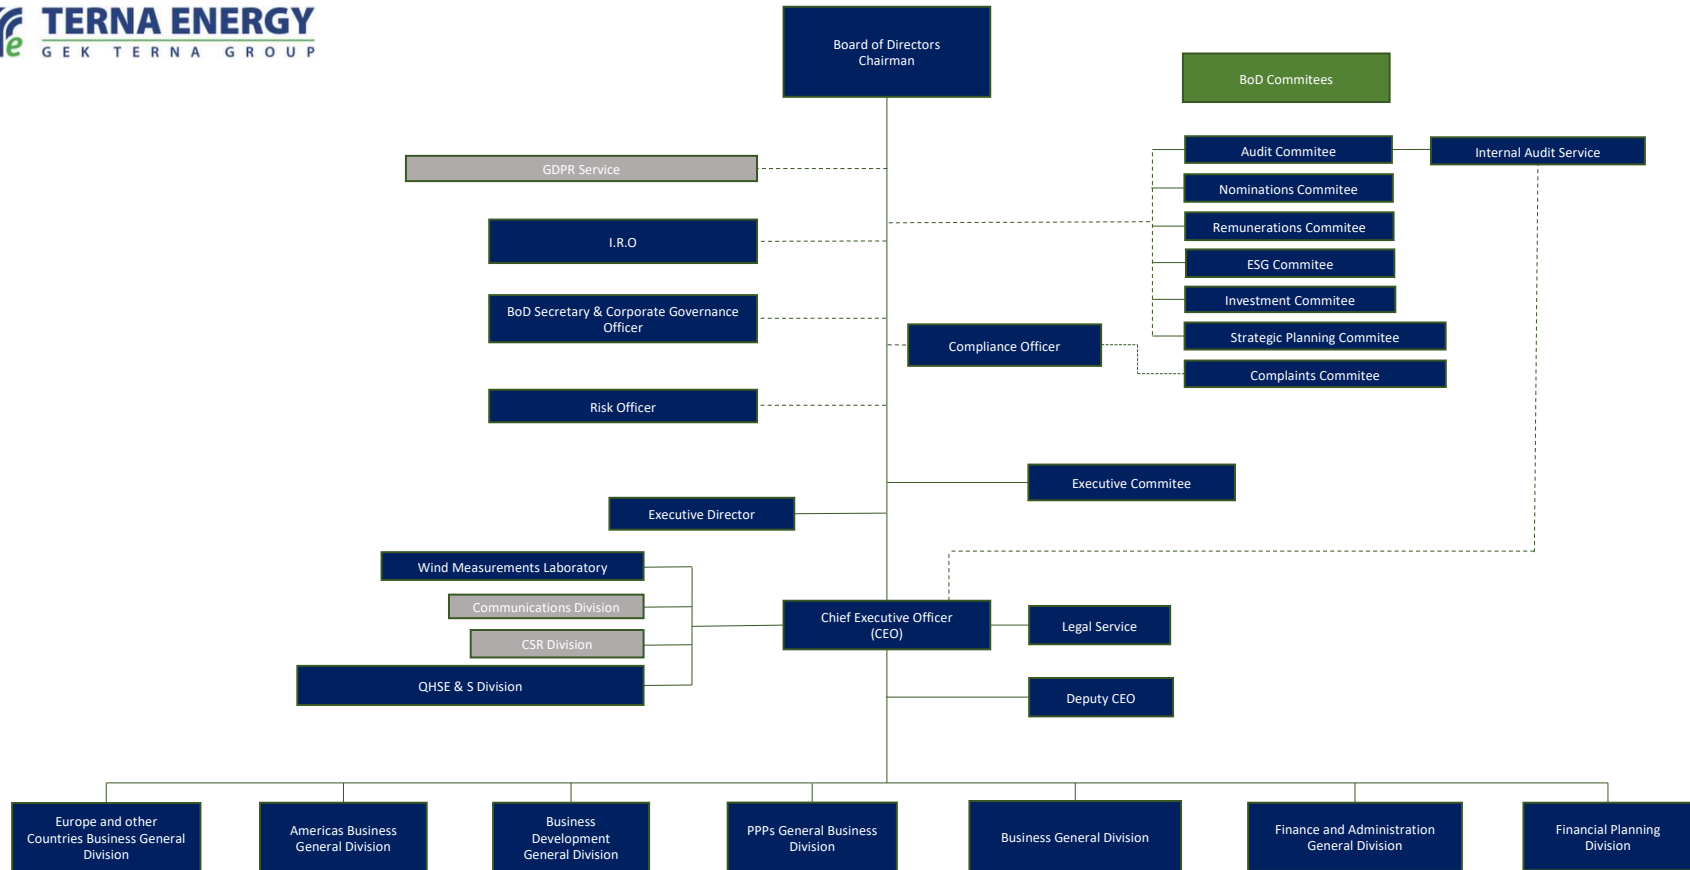 TERNA ENERGY
GEK TERNA GROUP
Board of Directors
Chairman
BoD Commitees
Audit Commitee
Internal Audit Service
GDPR Service
Nominations Commitee
Remunerations Commitee
I.R.O
ESG Commitee
Investment Commitee
BoD Secretary & Corporate Governance
Officer
Strategic Planning Commitee
Compliance Officer
Complaints Commitee
Risk Officer
Executive Commitee
Executive Director
Wind Measurements Laboratory
Communications Division
CSR Division
QHSE & S Division
Chief Executive Officer
(CEO)
Legal Service
Deputy CEO
Europe and other
Countries Business General
Division
Americas Business
General Division
Business
Development
General Division
PPPs General Business
Division
Business General Division
Finance and Administration
General Division
Financial Planning
Division